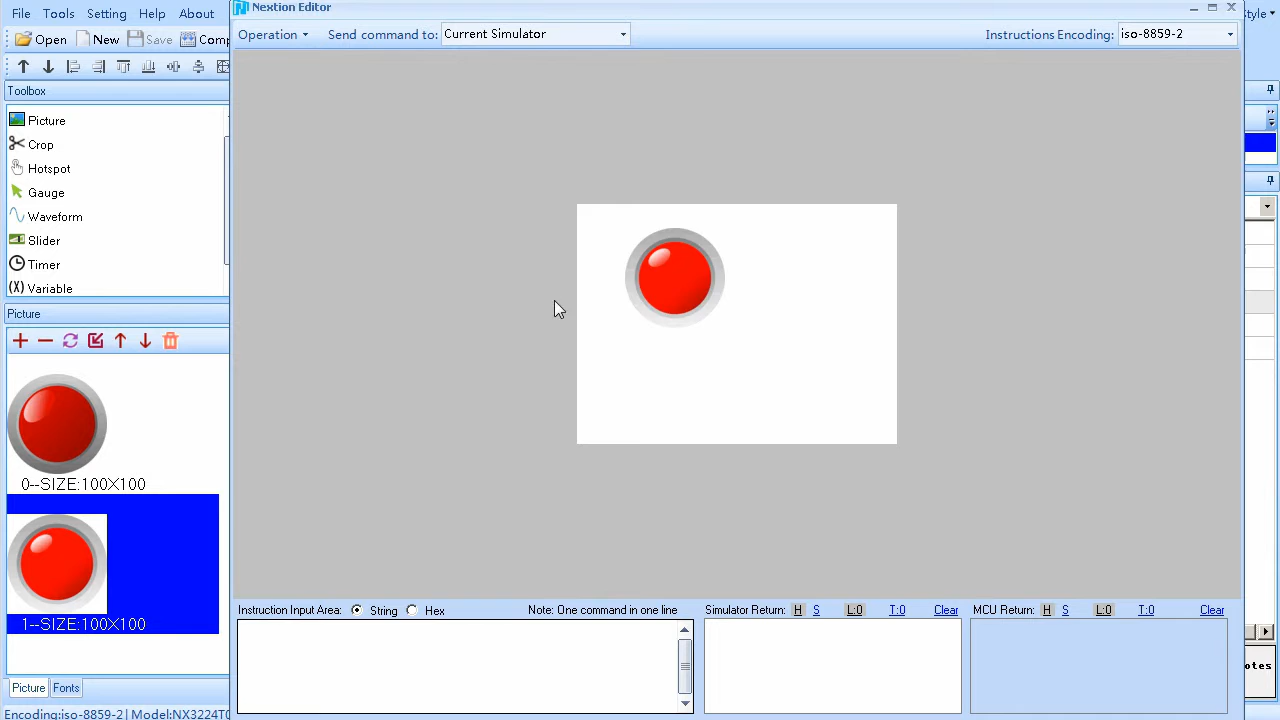 File Tools Setting Help About
Nextion Editor
Style
Open New Save Comp
Operation Send command to: Current Simulator Instructions Encoding: iso-8859-2
Toolbox
Picture
Crop
Hotspot
Gauge
Waveform
Slider
Timer
(X) Variable
Picture
0--SIZE:100X100
1--SIZE:100X100
Instruction Input Area: String Hex Note: One command in one line Simulator Return: H S L:0 T:0 Clear MCU Return: H S L:0 T:0 Clear
otes
Picture Fonts
Encoding:iso-8859-2| Model:NX3224T0